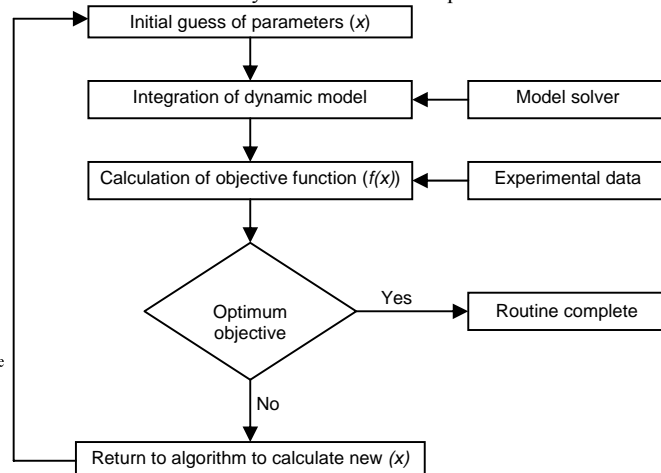 Initial guess of parameters (x)
Integration of dynamic model
Model solver
Calculation of objective function (f(x))
Experimental data
Optimum
objective
Yes
Routine complete
No
Return to algorithm to calculate new (x)